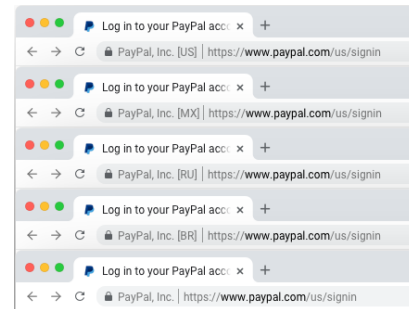 Log in to your PayPal acc
PayPal, Inc. [US] | https://www.paypal.com/us/signin
Log in to your PayPal acc
PayPal, Inc. [MX] | https://www.paypal.com/us/signin
Log in to your PayPal acc
PayPal, Inc. [RU] | https://www.paypal.com/us/signin
Log in to your PayPal acc
PayPal, Inc. [BR] | https://www.paypal.com/us/signin
Log in to your PayPal acc
PayPal, Inc. | https://www.paypal.com/us/signin